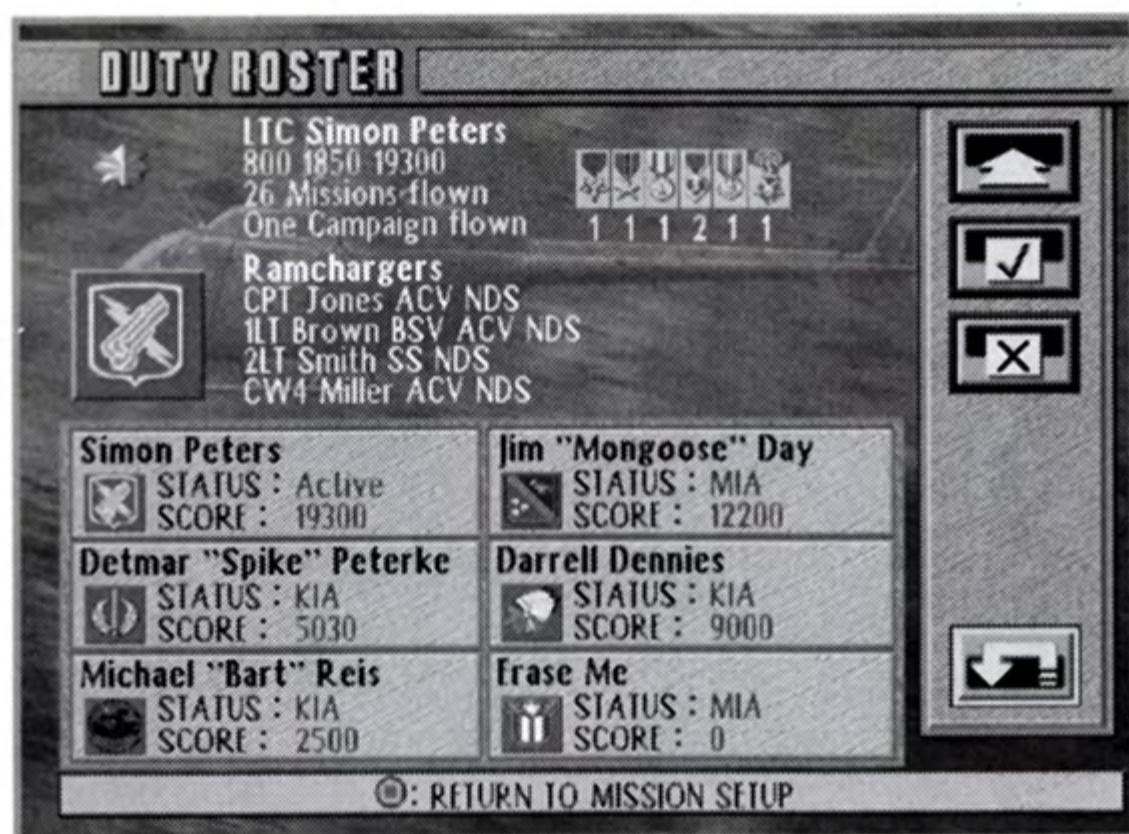 DUTY ROSTER
LTC Simon Peters
800 1850 19300
26 Missions flown
One Campaign flown
1 1 1 2 1 1
Ramchargers
CPT Jones ACV NDS
1LT Brown BSV ACV NDS
2LT Smith SS NDS
CW4 Miller ACV NDS
Simon Peters
STATUS : Active
SCORE : 19300
Jim "Mongoose" Day
STATUS : MIA
SCORE : 12200
Detmar "Spike" Peterke
STATUS : KIA
SCORE : 5030
Darrell Dennies
STATUS : KIA
SCORE : 9000
Michael "Bart" Reis
STATUS : KIA
SCORE : 2500
Erase Me
STATUS : MIA
SCORE : 0
: RETURN TO MISSION SETUP